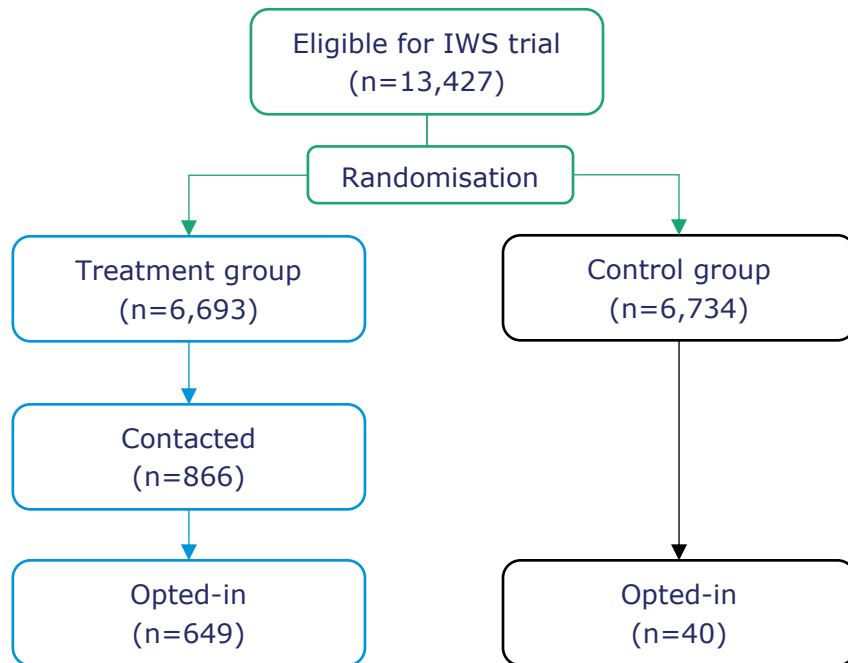 Eligible for IWS trial
(n=13,427)
Randomisation
Treatment group
(n=6,693)
Control group
(n=6,734)
Contacted
(n=866)
Opted-in
(n=649)
Opted-in
(n=40)